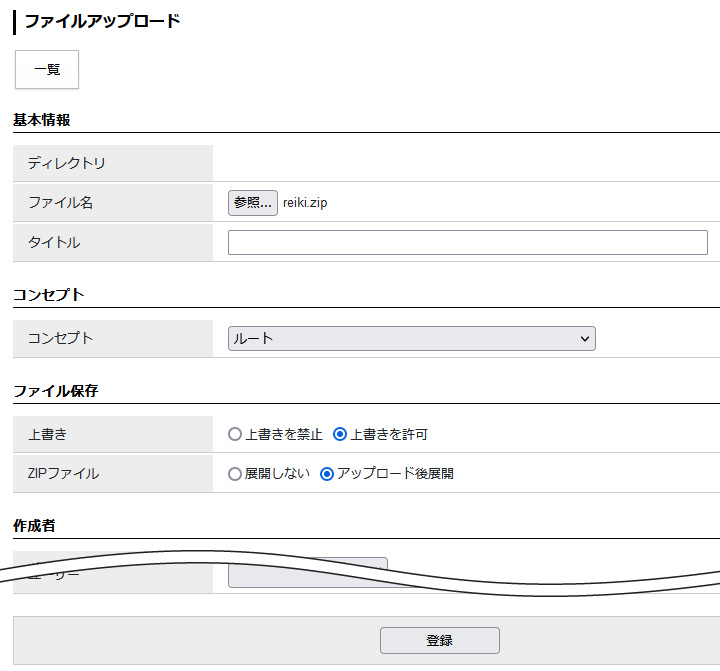 ファイルアップロード
一覧
基本情報
ディレクトリ
ファイル名 参照... reiki.zip
タイトル
コンセプト
コンセプト ルート
ファイル保存
上書き 上書きを禁止 上書きを許可
ZIPファイル 展開しない アップロード後展開
作成者
登録